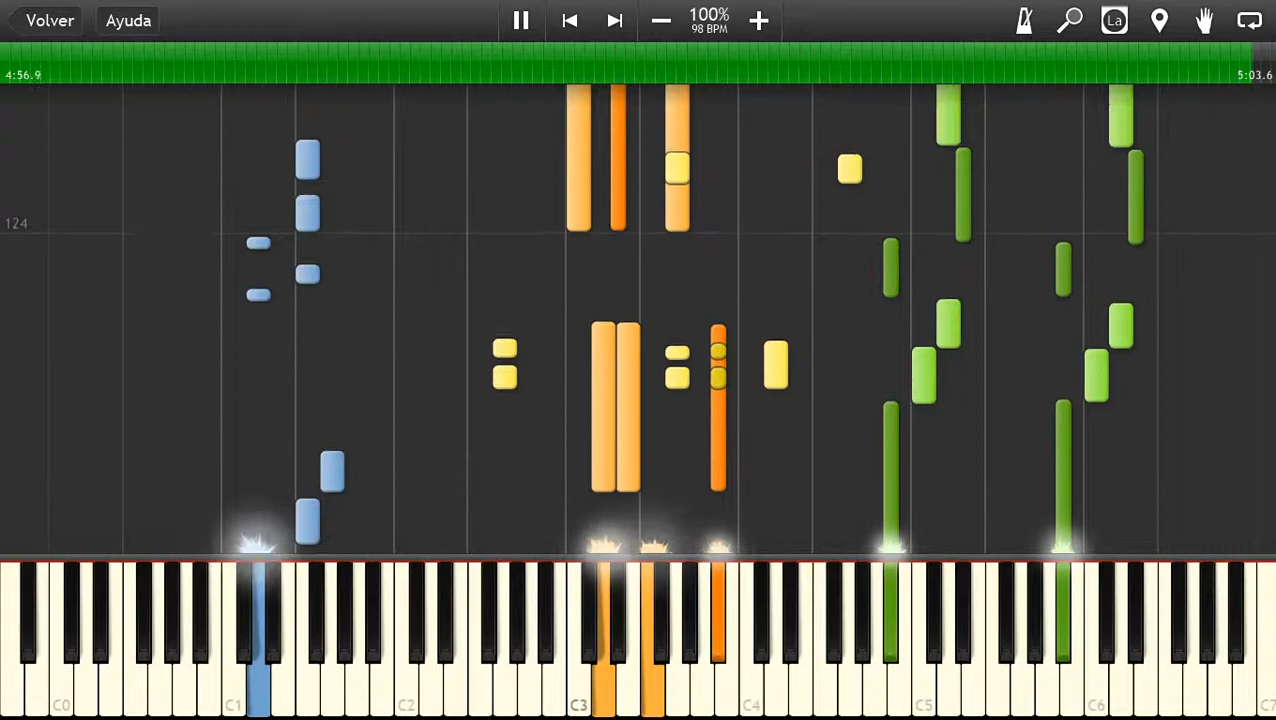 Volver
Ayuda
100%
98 BPM
La
4:56.9
5:03.6
124
C0
C1
C2
C3
C4
C5
C6
C7